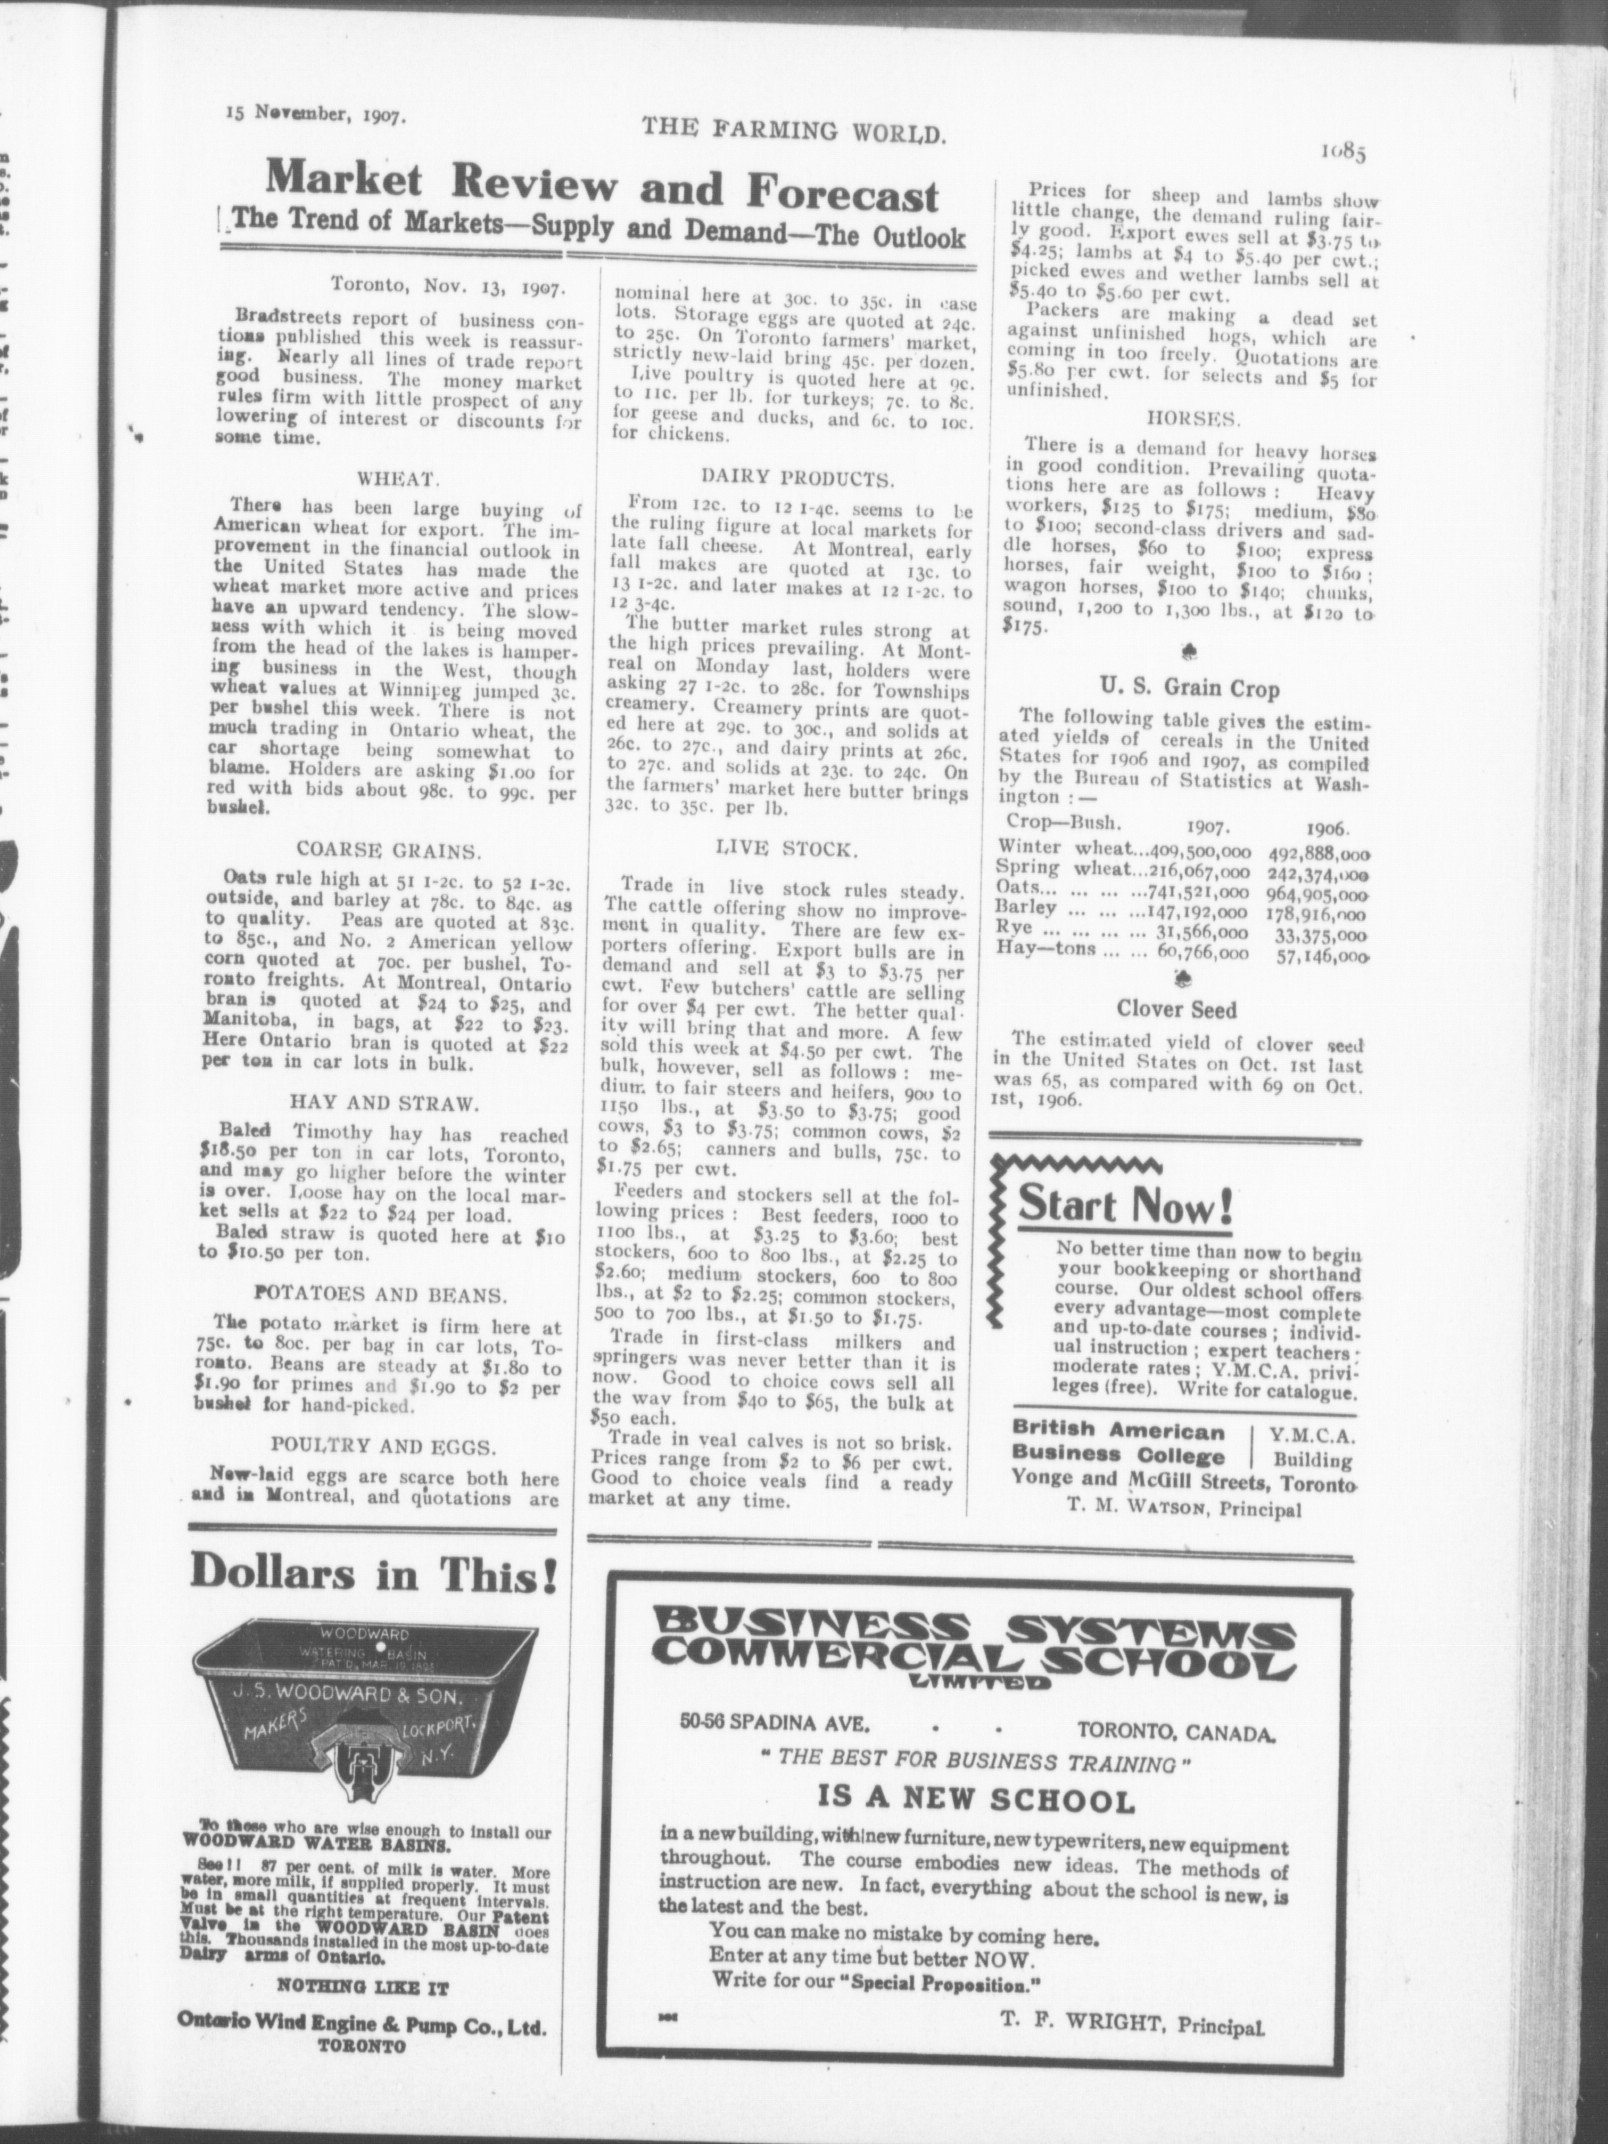 15 November, 1907.
THE FARMING WORLD.
1085
Market Review and Forecast
The Trend of Markets—Supply and Demand—The Outlook
Toronto, Nov. 13, 1907.
Bradstreets report of business con-
tions published this week is reassur-
ing. Nearly all lines of trade report
good business. The money market
rules firm with little prospect of any
lowering of interest or discounts for
some time.
WHEAT.
There has been large buying of
American wheat for export. The im-
provement in the financial outlook in
the United States has made the
wheat market more active and prices
have an upward tendency. The slow-
ness with which it is being moved
from the head of the lakes is hamper-
ing business in the West, though
wheat values at Winnipeg jumped 3c.
per bushel this week. There is not
much trading in Ontario wheat, the
car shortage being somewhat to
blame. Holders are asking $1.00 for
red with bids about 98c. to 99c. per
bushel.
COARSE GRAINS.
Oats rule high at 51 1-2c. to 52 1-2c.
outside, and barley at 78c. to 84c. as
to quality. Peas are quoted at 83c.
to 85c., and No. 2 American yellow
corn quoted at 70c. per bushel, To-
ronto freights. At Montreal, Ontario
bran is quoted at $24 to $25, and
Manitoba, in bags, at $22 to $23.
Here Ontario bran is quoted at $22
per ton in car lots in bulk.
HAY AND STRAW.
Baled Timothy hay has reached
$18.50 per ton in car lots, Toronto,
and may go higher before the winter
is over. Loose hay on the local mar-
ket sells at $22 to $24 per load.
Baled straw is quoted here at $10
to $10.50 per ton.
POTATOES AND BEANS.
The potato market is firm here at
75c. to 80c. per bag in car lots, To-
ronto. Beans are steady at $1.80 to
$1.90 for primes and $1.90 to $2 per
bushel for hand-picked.
POULTRY AND EGGS.
New-laid eggs are scarce both here
and in Montreal, and quotations are
nominal here at 30c. to 35c. in case
lots. Storage eggs are quoted at 24c.
to 25c. On Toronto farmers' market,
strictly new-laid bring 45c. per dozen.
Live poultry is quoted here at 9c.
to 11c. per lb. for turkeys; 7c. to 8c.
for geese and ducks, and 6c. to 10c.
for chickens.
DAIRY PRODUCTS.
From 12c. to 12 1-4c. seems to be
the ruling figure at local markets for
late fall cheese. At Montreal, early
fall makes are quoted at 13c. to
13 1-2c. and later makes at 12 1-2c. to
12 3-4c.
The butter market rules strong at
the high prices prevailing. At Mont-
real on Monday last, holders were
asking 27 1-2c. to 28c. for Townships
creamery. Creamery prints are quot-
ed here at 29c. to 30c., and solids at
26c. to 27c., and dairy prints at 26c.
to 27c. and solids at 23c. to 24c. On
the farmers' market here butter brings
32c. to 35c. per lb.
LIVE STOCK.
Trade in live stock rules steady.
The cattle offering show no improve-
ment in quality. There are few ex-
porters offering. Export bulls are in
demand and sell at $3 to $3.75 per
cwt. Few butchers' cattle are selling
for over $4 per cwt. The better qual-
ity will bring that and more. A few
sold this week at $4.50 per cwt. The
bulk, however, sell as follows: me-
dium to fair steers and heifers, 900 to
1150 lbs., at $3.50 to $3.75; good
cows, $3 to $3.75; common cows, $2
to $2.65; canners and bulls, 75c. to
$1.75 per cwt.
Feeders and stockers sell at the fol-
lowing prices: Best feeders, 1000 to
1100 lbs., at $3.25 to $3.60; best
stockers, 600 to 800 lbs., at $2.25 to
$2.60; medium stockers, 600 to 800
lbs., at $2 to $2.25; common stockers,
500 to 700 lbs., at $1.50 to $1.75.
Trade in first-class milkers and
springers was never better than it is
now. Good to choice cows sell all
the way from $40 to $65, the bulk at
$50 each.
Trade in veal calves is not so brisk.
Prices range from $2 to $6 per cwt.
Good to choice veals find a ready
market at any time.
Prices for sheep and lambs show
little change, the demand ruling fair-
ly good. Export ewes sell at $3.75 to
$4.25; lambs at $4 to $5.40 per cwt.;
picked ewes and wether lambs sell at
$5.40 to $5.60 per cwt.
Packers are making a dead set
against unfinished hogs, which are
coming in too freely. Quotations are
$5.80 per cwt. for selects and $5 for
unfinished.
HORSES.
There is a demand for heavy horses
in good condition. Prevailing quota-
tions here are as follows: Heavy
workers, $125 to $175; medium, $80
to $100; second-class drivers and sad-
dle horses, $60 to $100; express
horses, fair weight, $100 to $160;
wagon horses, $100 to $140; chunks,
sound, 1,200 to 1,300 lbs., at $120 to
$175.
U. S. Grain Crop
The following table gives the estim-
ated yields of cereals in the United
States for 1906 and 1907, as compiled
by the Bureau of Statistics at Wash-
ington:—
Crop—Bush. 1907. 1906.
Winter wheat...409,500,000 492,888,000
Spring wheat...216,067,000 242,374,000
Oats... ... ... ...741,521,000 964,905,000
Barley ... ... ...147,192,000 178,916,000
Rye ... ... ... ... 31,566,000 33,375,000
Hay—tons ... ... 60,766,000 57,146,000
Clover Seed
The estimated yield of clover seed
in the United States on Oct. 1st last
was 65, as compared with 69 on Oct.
1st, 1906.
Start Now!
No better time than now to begin
your bookkeeping or shorthand
course. Our oldest school offers
every advantage—most complete
and up-to-date courses; individ-
ual instruction; expert teachers;
moderate rates; Y.M.C.A. privi-
leges (free). Write for catalogue.
British American Business College
Y.M.C.A. Building
Yonge and McGill Streets, Toronto
T. M. WATSON, Principal
Dollars in This!
WOODWARD
WATERING BASIN
PAT'D. MAR. 19, 1895
J. S. WOODWARD & SON.
MAKERS LOCKPORT,
N.Y.
To those who are wise enough to install our
WOODWARD WATER BASINS.
See!! 87 per cent. of milk is water. More
water, more milk, if supplied properly. It must
be in small quantities at frequent intervals.
Must be at the right temperature. Our Patent
Valve in the WOODWARD BASIN does
this. Thousands installed in the most up-to-date
Dairy arms of Ontario.
NOTHING LIKE IT
Ontario Wind Engine & Pump Co., Ltd.
TORONTO
BUSINESS SYSTEMS
COMMERCIAL SCHOOL
LIMITED
50-56 SPADINA AVE. . . TORONTO, CANADA.
"THE BEST FOR BUSINESS TRAINING"
IS A NEW SCHOOL
in a new building, with new furniture, new typewriters, new equipment
throughout. The course embodies new ideas. The methods of
instruction are new. In fact, everything about the school is new, is
the latest and the best.
You can make no mistake by coming here.
Enter at any time but better NOW.
Write for our "Special Proposition."
T. F. WRIGHT, Principal.